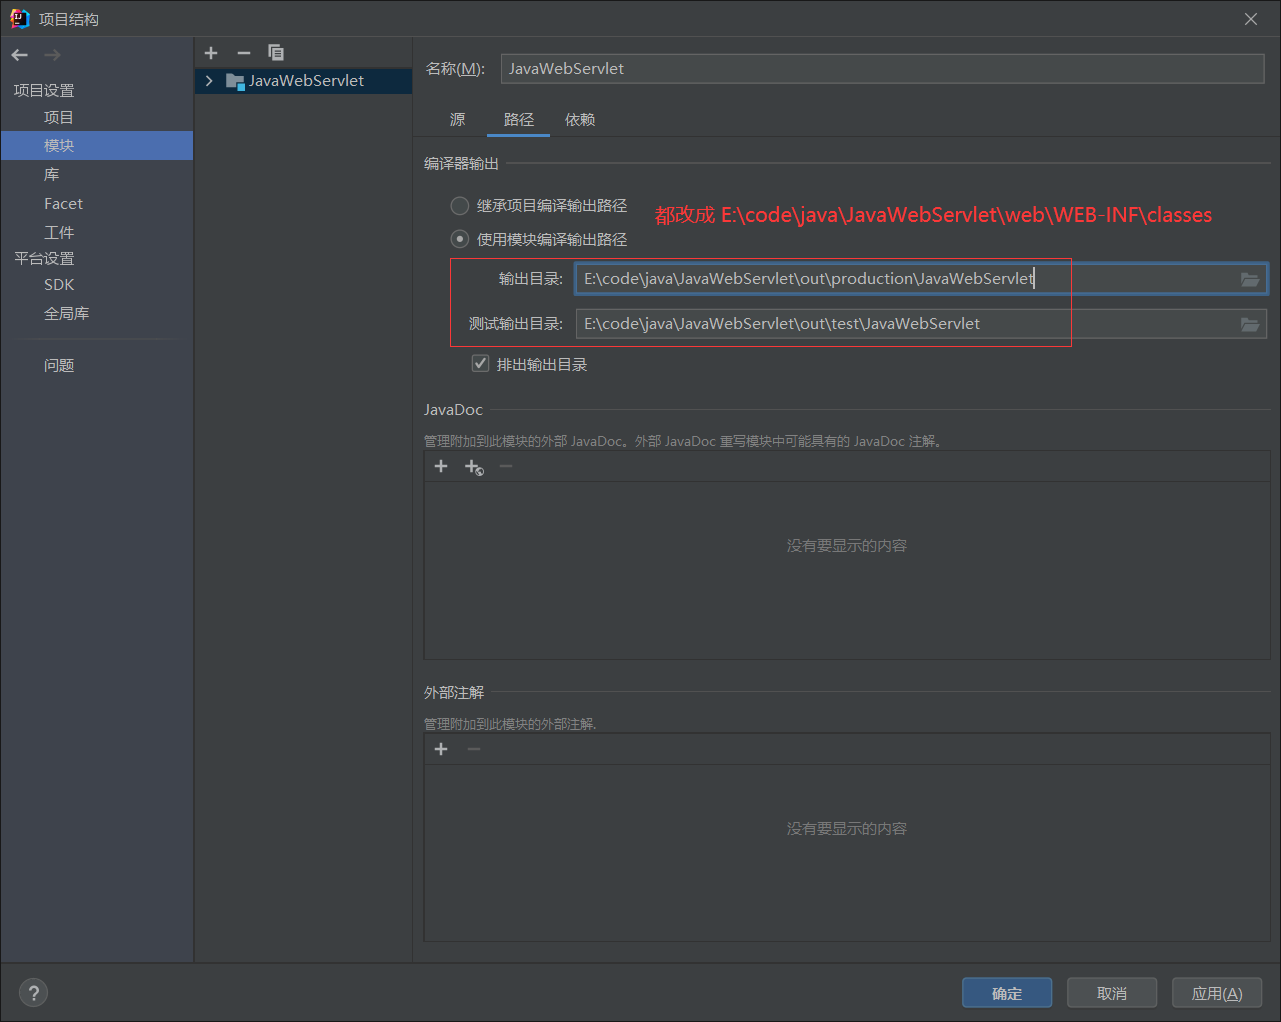 项目结构
项目设置
项目
模块
库
Facet
工件
平台设置
SDK
全局库
问题
JavaWebServlet
名称(M):
JavaWebServlet
源
路径
依赖
编译器输出
继承项目编译输出路径
都改成 E:\code\java\JavaWebServlet\web\WEB-INF\classes
使用模块编译输出路径
输出目录:
E:\code\java\JavaWebServlet\out\production\JavaWebServlet
测试输出目录:
E:\code\java\JavaWebServlet\out\test\JavaWebServlet
排出输出目录
JavaDoc
管理附加到此模块的外部 JavaDoc。外部 JavaDoc 重写模块中可能具有的 JavaDoc 注解。
没有要显示的内容
外部注解
管理附加到此模块的外部注解.
没有要显示的内容
?
确定
取消
应用(A)